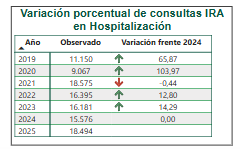 Variación porcentual de consultas IRA
en Hospitalización
Año Observado Variación frente 2024
2019 11.150 65,87
2020 9.067 103,97
2021 18.575 -0,44
2022 16.395 12,80
2023 16.181 14,29
2024 15.576 0,00
2025 18.494